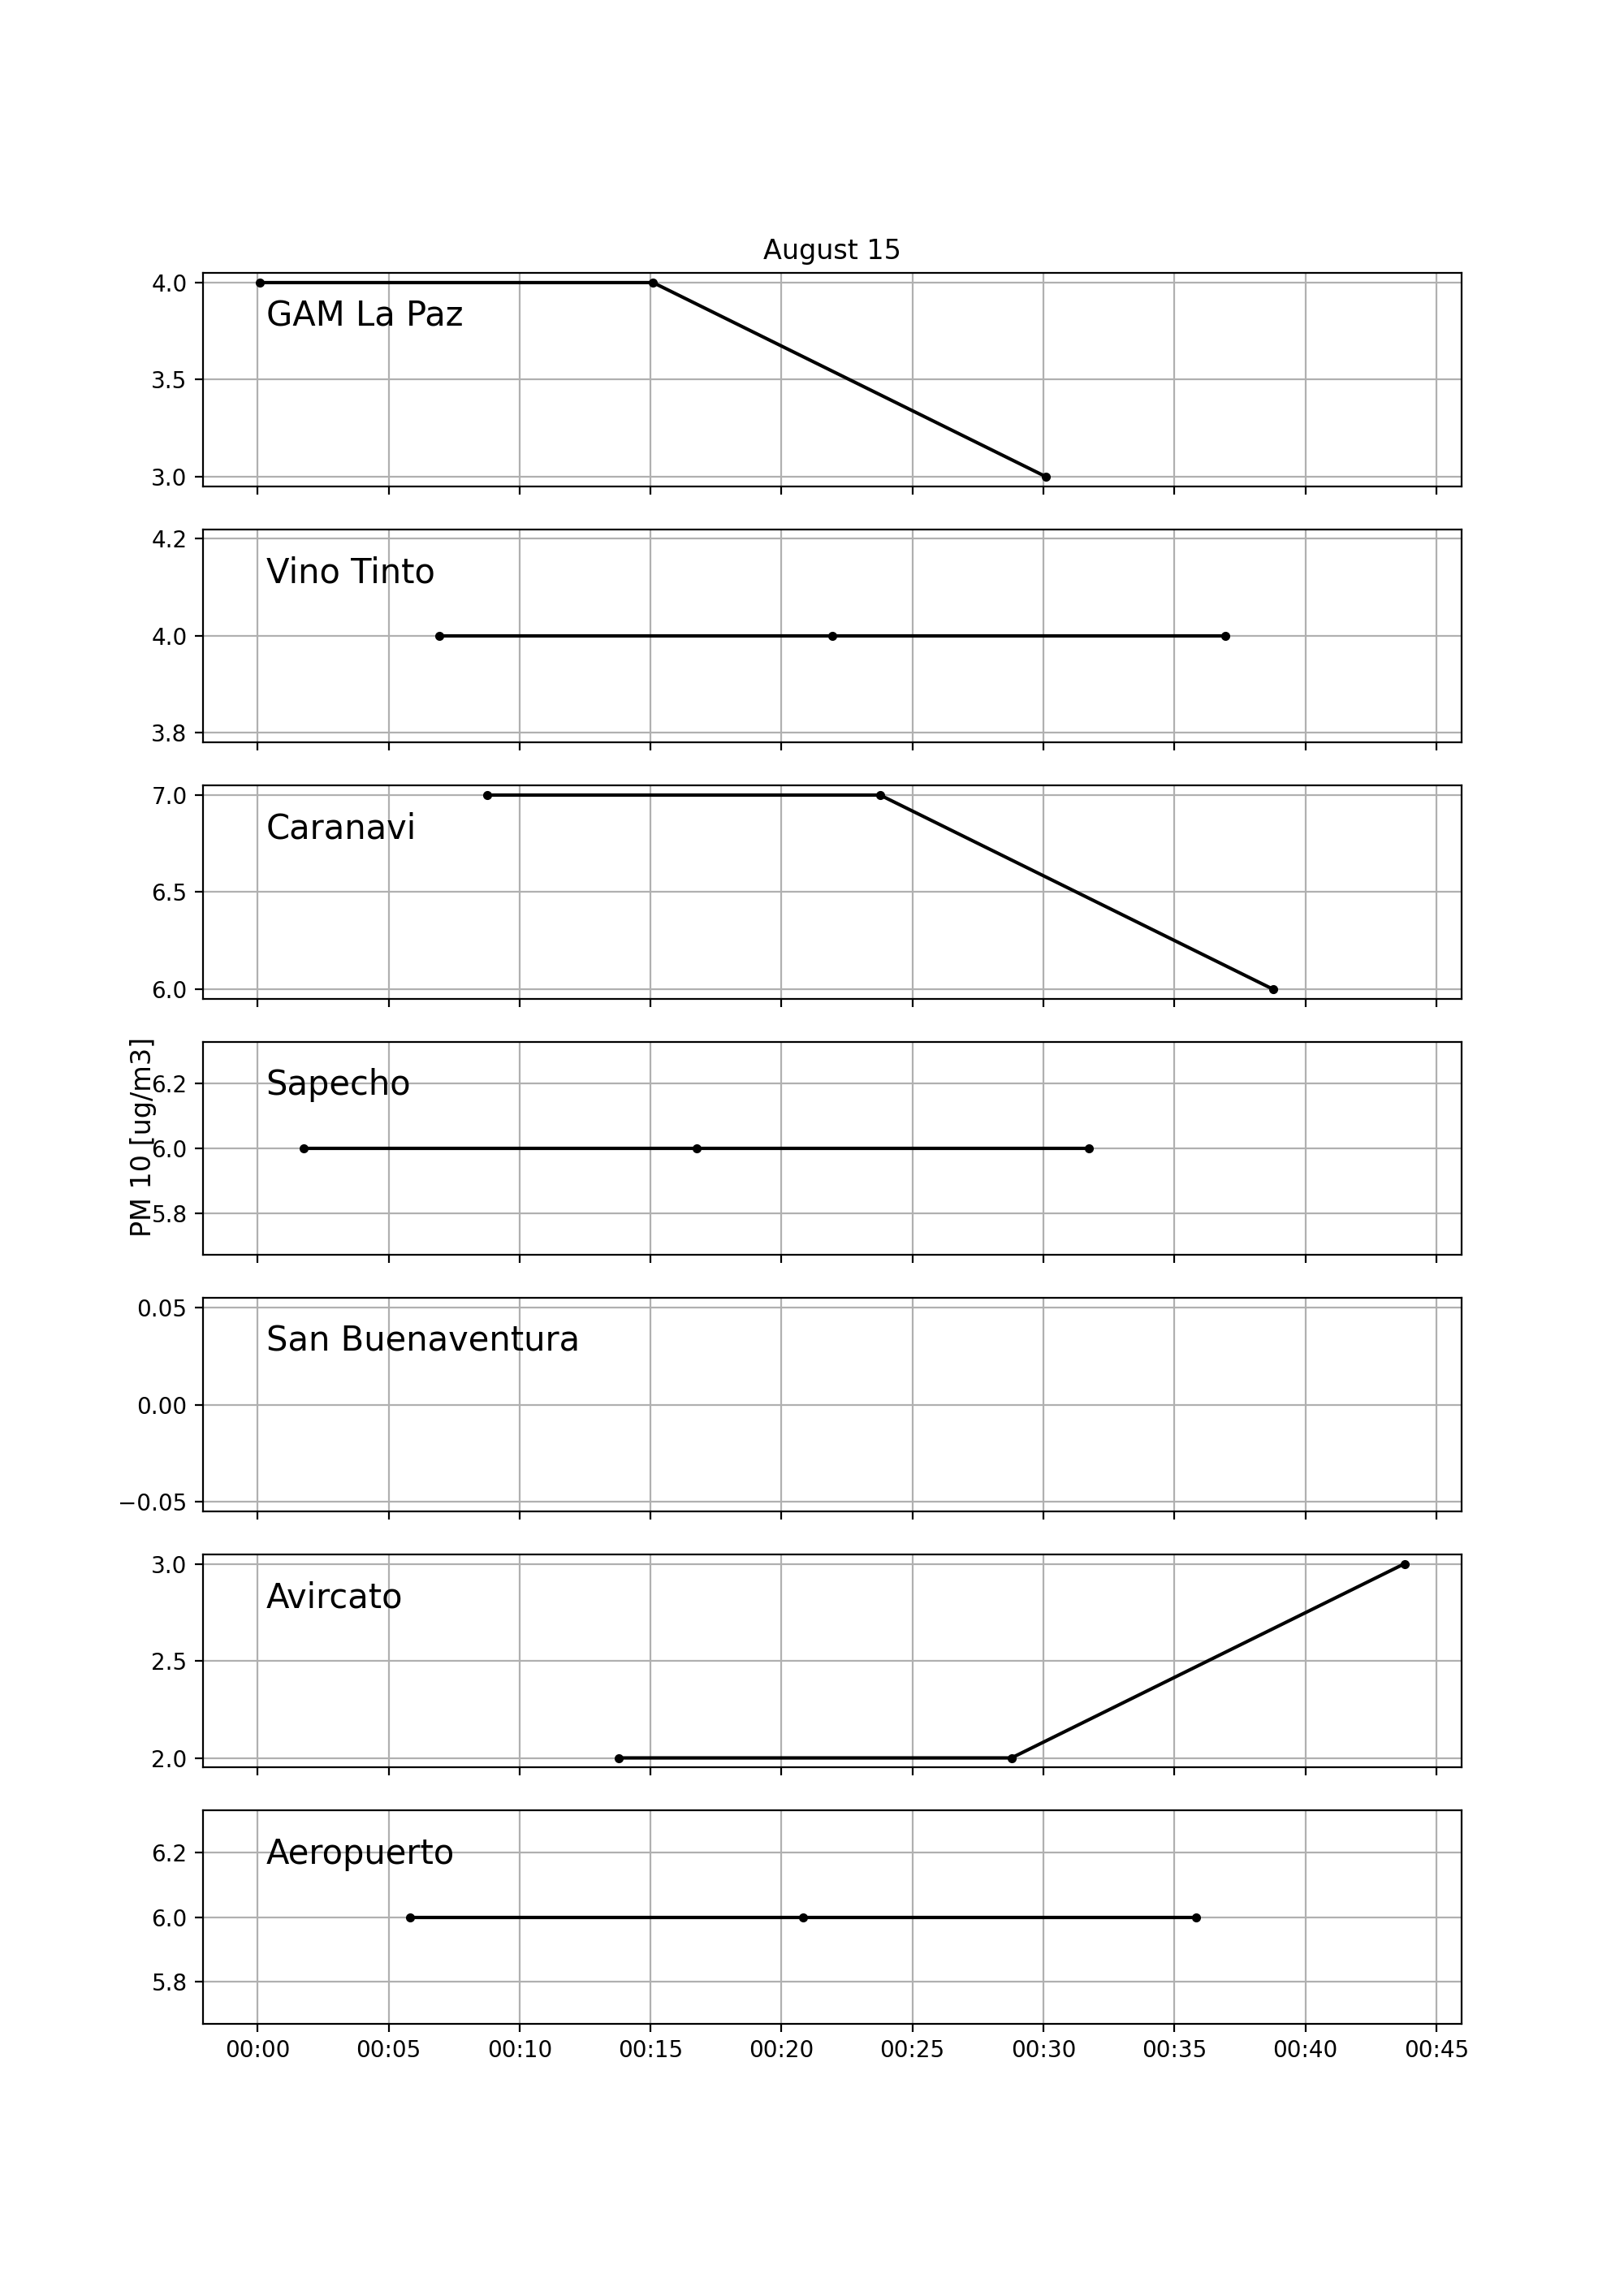 August 15
4.0
GAM La Paz
3.5
3.0
4.2
Vino Tinto
4.0
3.8
7.0
Caranavi
6.5
6.0
PM 10 [ug/m3]
6.2
Sapecho
6.0
5.8
0.05
San Buenaventura
0.00
−0.05
3.0
Avircato
2.5
2.0
6.2
Aeropuerto
6.0
5.8
00:00 00:05 00:10 00:15 00:20 00:25 00:30 00:35 00:40 00:45